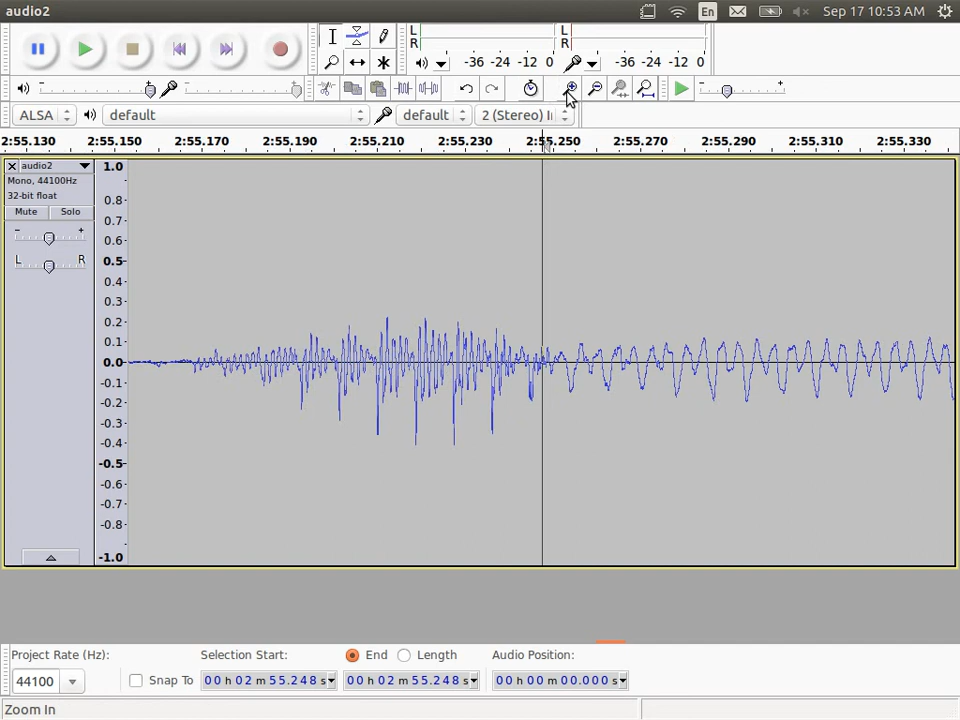 audio2
En
Sep 17 10:53 AM
L
R
-36 -24 -12 0
L
R
-36 -24 -12 0
- +
- +
- +
ALSA
default
default
2 (Stereo) I
2:55.130 2:55.150 2:55.170 2:55.190 2:55.210 2:55.230 2:55.250 2:55.270 2:55.290 2:55.310 2:55.330
audio2
Mono, 44100Hz
32-bit float
Mute Solo
- +
L R
1.0
0.8
0.7
0.6
0.5
0.4
0.3
0.2
0.1
0.0
-0.1
-0.2
-0.3
-0.4
-0.5
-0.6
-0.7
-0.8
-1.0
Project Rate (Hz):
Selection Start:
End
Length
Audio Position:
44100
Snap To
00 h 02 m 55.248 s
00 h 02 m 55.248 s
00 h 00 m 00.000 s
Zoom In